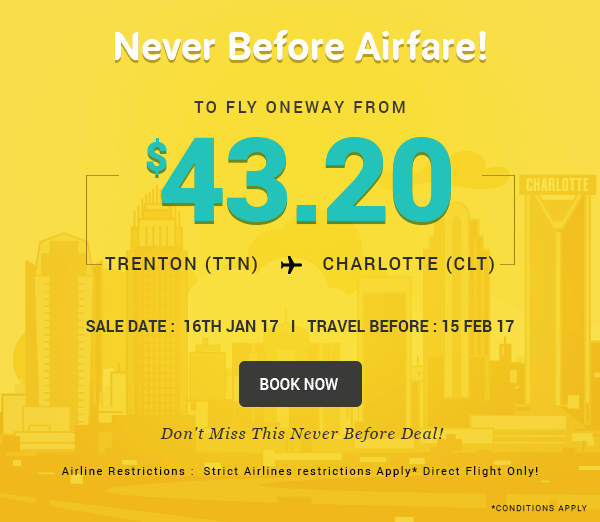 Never Before Airfare!
TO FLY ONEWAY FROM
$43.20
CHARLOTTE
TRENTON (TTN) CHARLOTTE (CLT)
SALE DATE : 16TH JAN 17 I TRAVEL BEFORE : 15 FEB 17
BOOK NOW
Don't Miss This Never Before Deal!
Airline Restrictions : Strict Airlines restrictions Apply* Direct Flight Only!
*CONDITIONS APPLY